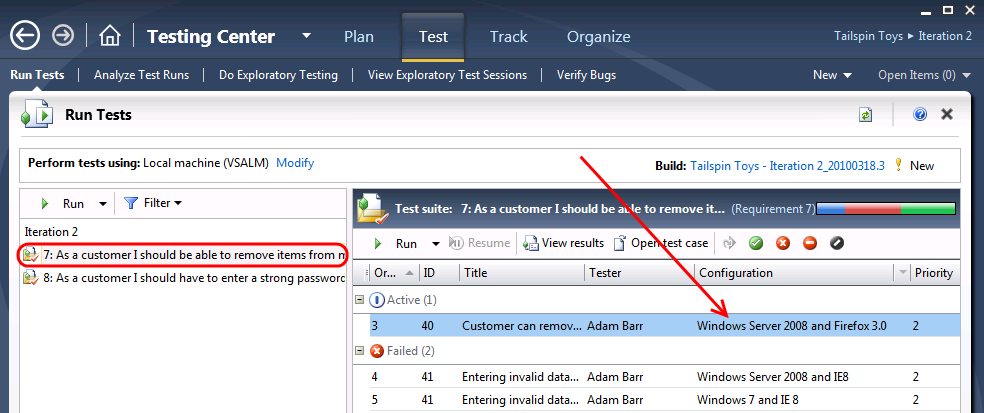 Testing Center Plan Test Track Organize Tailspin Toys ▸ Iteration 2
Run Tests Analyze Test Runs Do Exploratory Testing View Exploratory Test Sessions Verify Bugs New Open Items (0)
Run Tests
Perform tests using: Local machine (VSALM) Modify Build: Tailspin Toys - Iteration 2_20100318.3 New
Run Filter
Iteration 2
7: As a customer I should be able to remove items from m
8: As a customer I should have to enter a strong password
Test suite: 7: As a customer I should be able to remove it... (Requirement 7)
Run Resume View results Open test case
Or... ID Title Tester Configuration Priority
Active (1)
3 40 Customer can remov... Adam Barr Windows Server 2008 and Firefox 3.0 2
Failed (2)
4 41 Entering invalid data... Adam Barr Windows Server 2008 and IE8 2
5 41 Entering invalid data... Adam Barr Windows 7 and IE 8 2